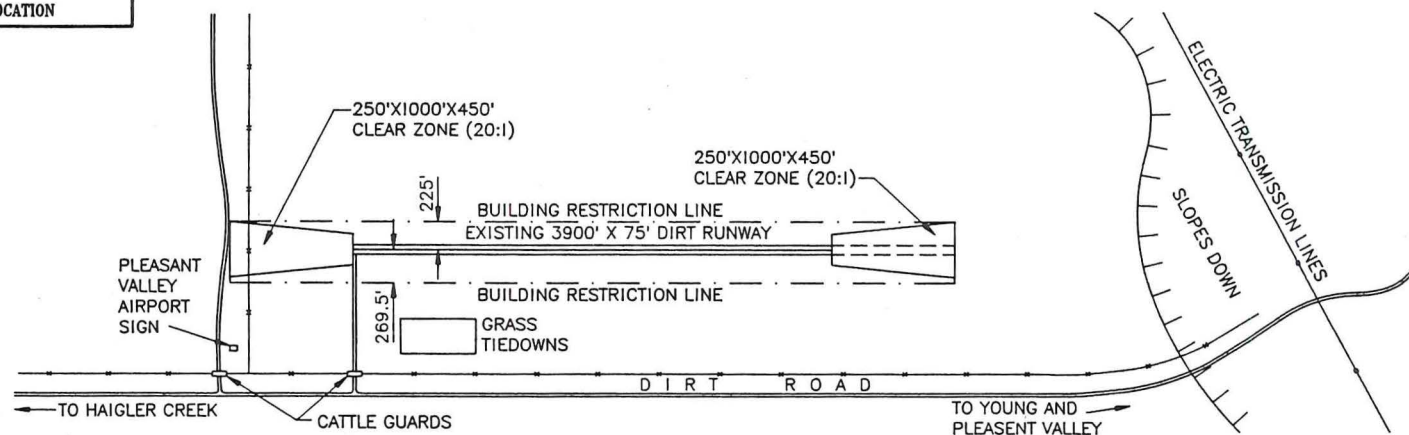 OCATION
250'X1000'X450'
CLEAR ZONE (20:1)
250'X1000'X450'
CLEAR ZONE (20:1)
225'
BUILDING RESTRICTION LINE
EXISTING 3900' X 75' DIRT RUNWAY
BUILDING RESTRICTION LINE
269.5'
PLEASANT
VALLEY
AIRPORT
SIGN
GRASS
TIEDOWNS
ELECTRIC TRANSMISSION LINES
SLOPES DOWN
DIRT ROAD
TO HAIGLER CREEK
CATTLE GUARDS
TO YOUNG AND
PLEASENT VALLEY